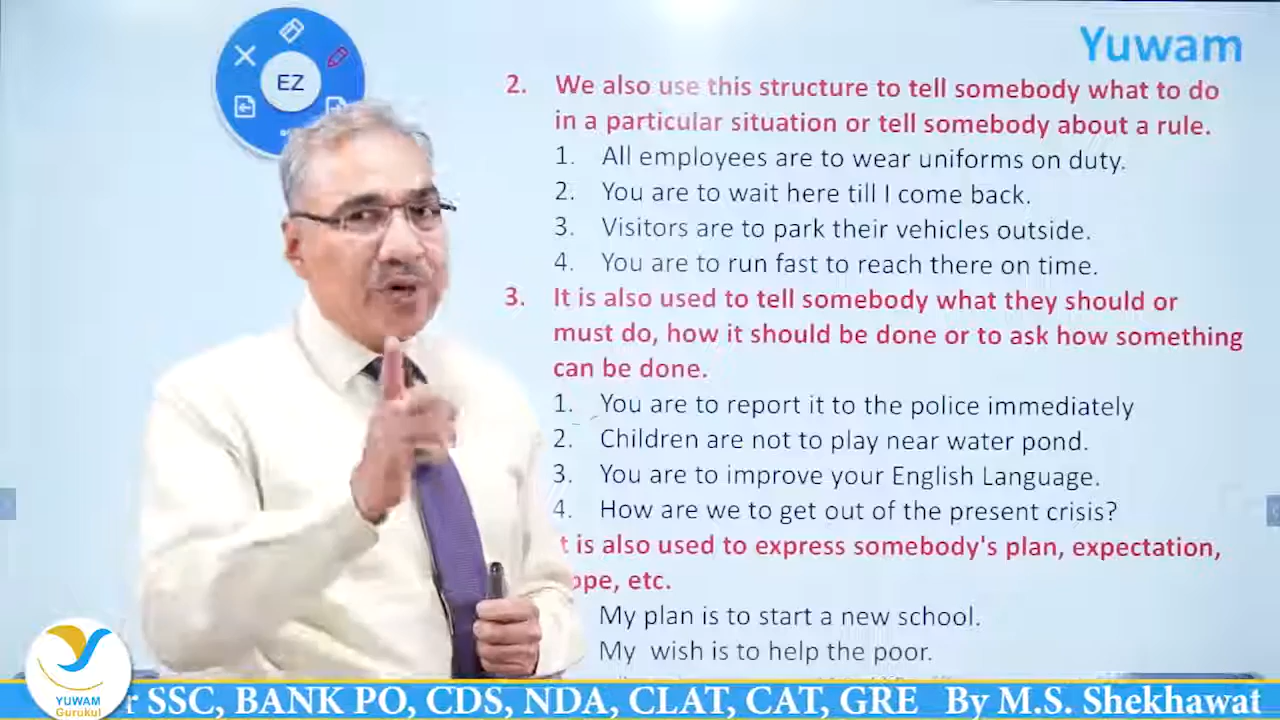 Yuwam
EZ
2. We also use this structure to tell somebody what to do
in a particular situation or tell somebody about a rule.
1. All employees are to wear uniforms on duty.
2. You are to wait here till I come back.
3. Visitors are to park their vehicles outside.
4. You are to run fast to reach there on time.
3. It is also used to tell somebody what they should or
must do, how it should be done or to ask how something
can be done.
1. You are to report it to the police immediately
2. Children are not to play near water pond.
3. You are to improve your English Language.
4. How are we to get out of the present crisis?
t is also used to express somebody's plan, expectation,
ope, etc.
My plan is to start a new school.
My wish is to help the poor.
YUWAM
Gurukul
r SSC, BANK PO, CDS, NDA, CLAT, CAT, GRE By M.S. Shekhawat